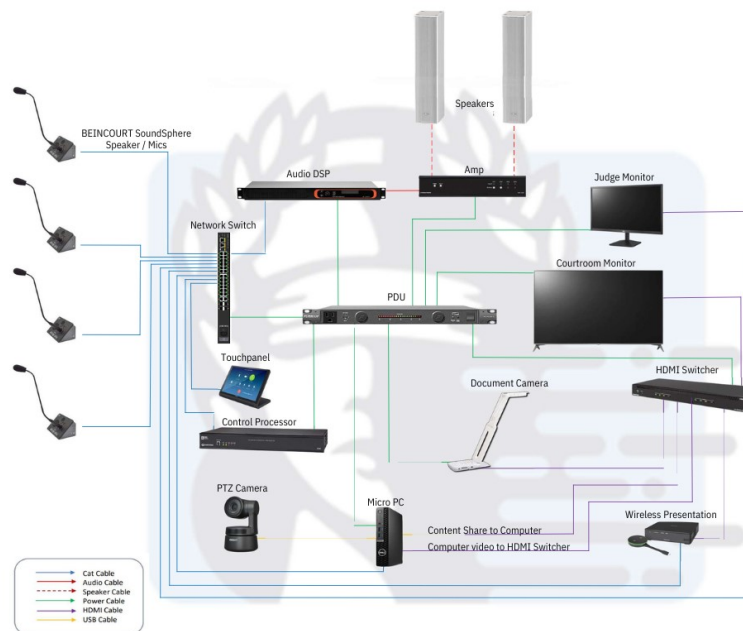 Speakers
BEINCOURT SoundSphere
Speaker / Mics
Audio DSP
Amp
Judge Monitor
Network Switch
Courtroom Monitor
PDU
Touchpanel
HDMI Switcher
Document Camera
Control Processor
PTZ Camera
Micro PC
Content Share to Computer
Wireless Presentation
Computer video to HDMI Switcher
Cat Cable
Audio Cable
Speaker Cable
Power Cable
HDMI Cable
USB Cable